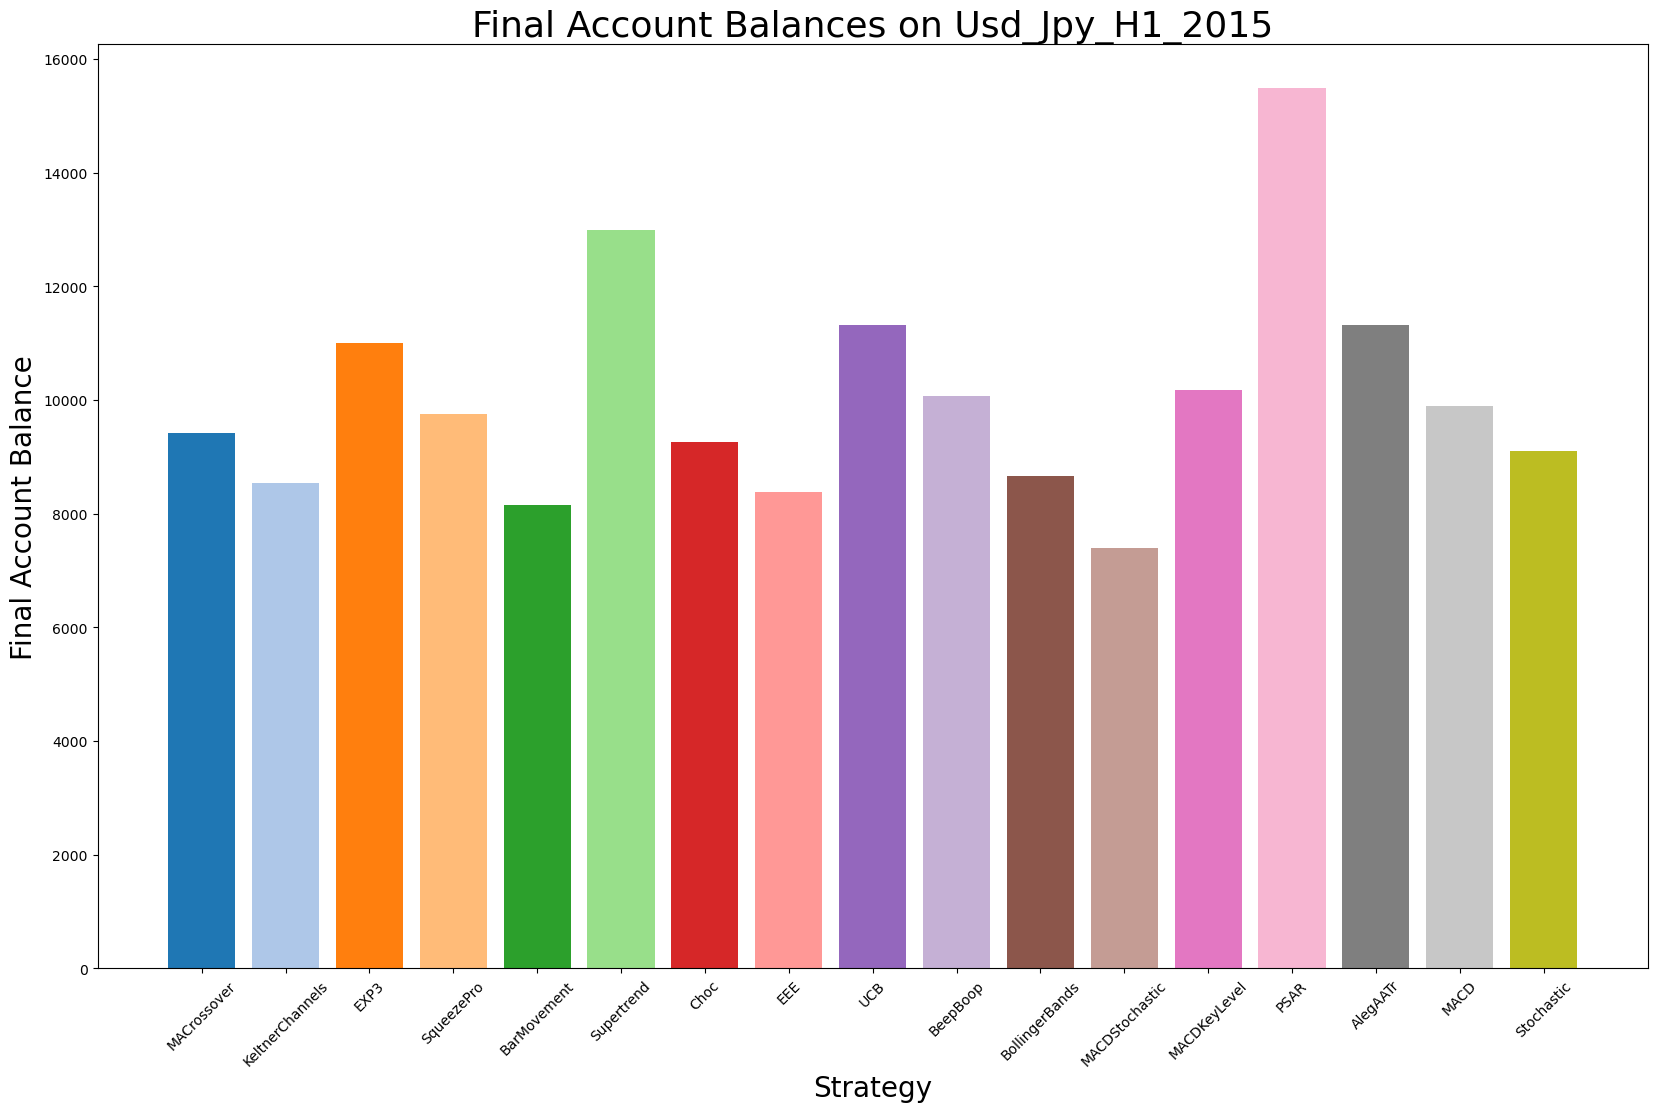 Final Account Balances on Usd_Jpy_H1_2015
Final Account Balance
16000
14000
12000
10000
8000
6000
4000
2000
0
MACrossover
KeltnerChannels
EXP3
SqueezePro
BarMovement
Supertrend
Choc
EEE
UCB
BeepBoop
BollingerBands
MACDStochastic
MACDKeyLevel
PSAR
AlegAATr
MACD
Stochastic
Strategy